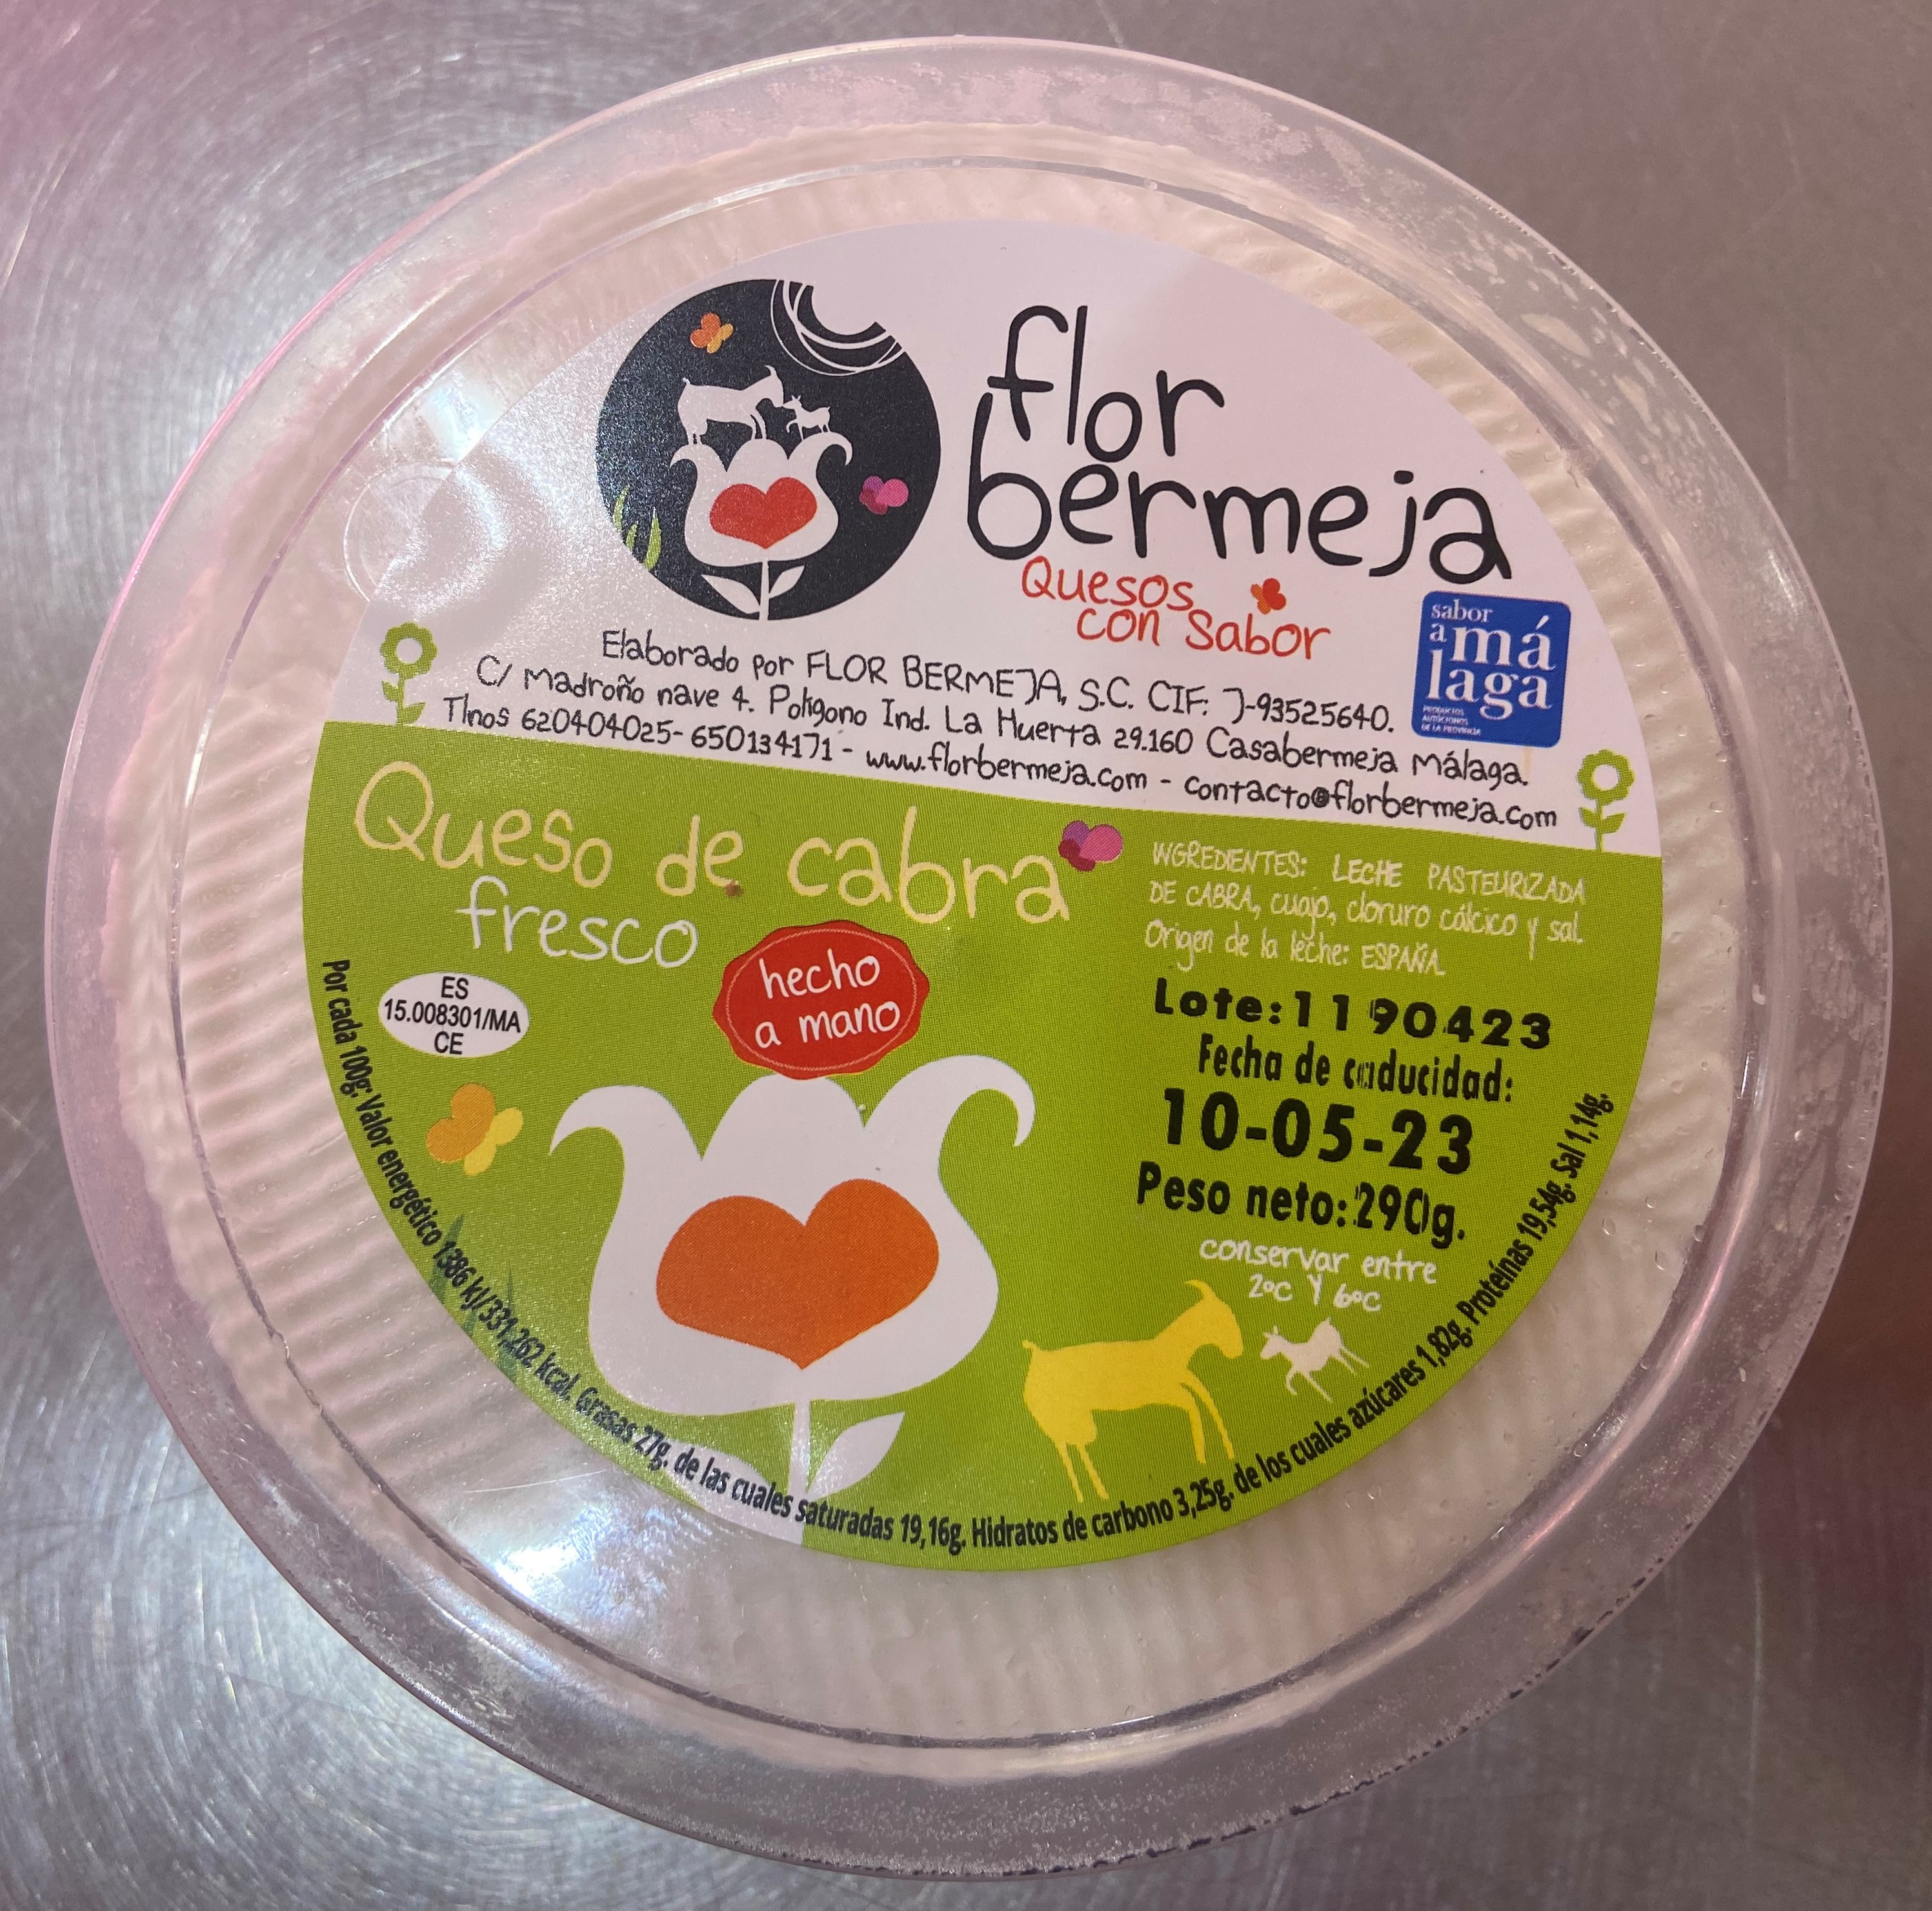 flor
bermeja
Quesos
con sabor
sabor
a má
laga
PRODUCTOS
AUTÓCTONOS
DE LA PROVINCIA
Elaborado por FLOR BERMEJA, S.C. CIF: J-93525640.
C/ Madroño nave 4. Polígono Ind. La Huerta 29.160 Casabermeja Málaga.
Tlnos 620404025- 650134171 - www.florbermeja.com - contacto@florbermeja.com
Queso de cabra
fresco
hecho
a mano
ES
15.008301/MA
CE
INGREDIENTES: LECHE PASTEURIZADA
DE CABRA, cuajo, cloruro cálcico y sal.
Origen de la leche: ESPAÑA.
Lote:1190423
Fecha de caducidad:
10-05-23
Peso neto:290g.
conservar entre
2ºC Y 6ºC
Por cada 100g: Valor energético 1386 kJ/331,262 kcal. Grasas 27g. de las cuales saturadas 19,16g. Hidratos de carbono 3,25g. de los cuales azúcares 1,82g. Proteínas 19,54g. Sal 1,14g.